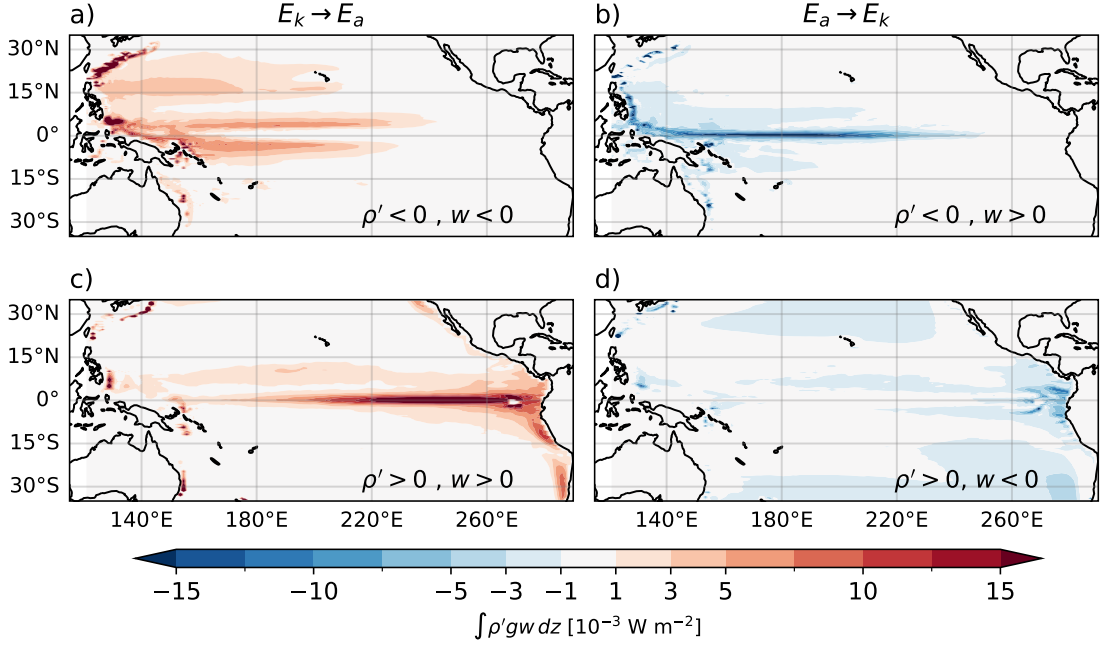 a) E_k → E_a
b) E_a → E_k
30°N
15°N
0°
15°S
30°S
ρ′ < 0 , w < 0
ρ′ < 0 , w > 0
c)
d)
30°N
15°N
0°
15°S
30°S
ρ′ > 0 , w > 0
ρ′ > 0, w < 0
140°E 180°E 220°E 260°E
140°E 180°E 220°E 260°E
−15 −10 −5 −3 −1 1 3 5 10 15
∫ ρ′gw dz [10⁻³ W m⁻²]